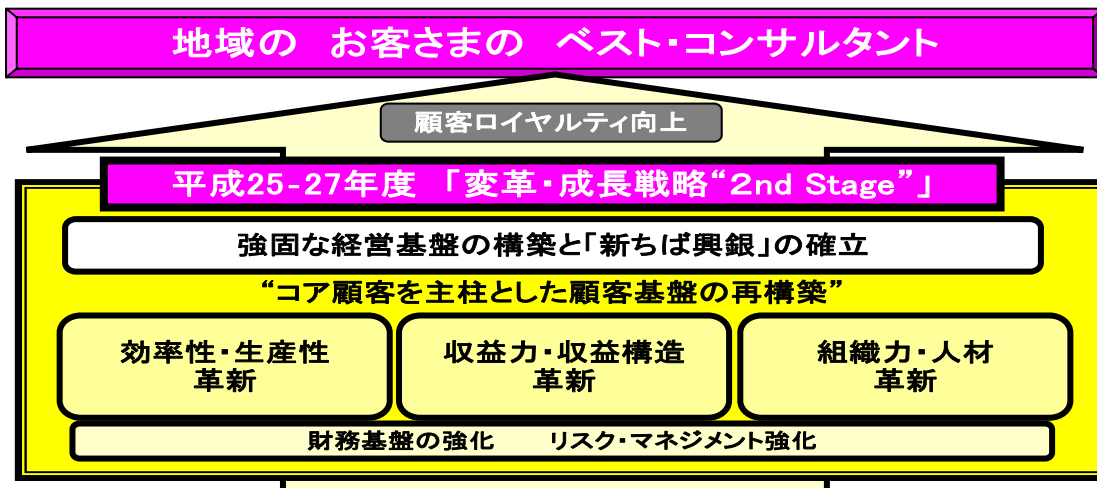 地域の　お客さまの　ベスト・コンサルタント
顧客ロイヤルティ向上
平成25-27年度　「変革・成長戦略“2nd Stage”」
強固な経営基盤の構築と「新ちば興銀」の確立
“コア顧客を主柱とした顧客基盤の再構築”
効率性・生産性
革新
収益力・収益構造
革新
組織力・人材
革新
財務基盤の強化　　リスク・マネジメント強化